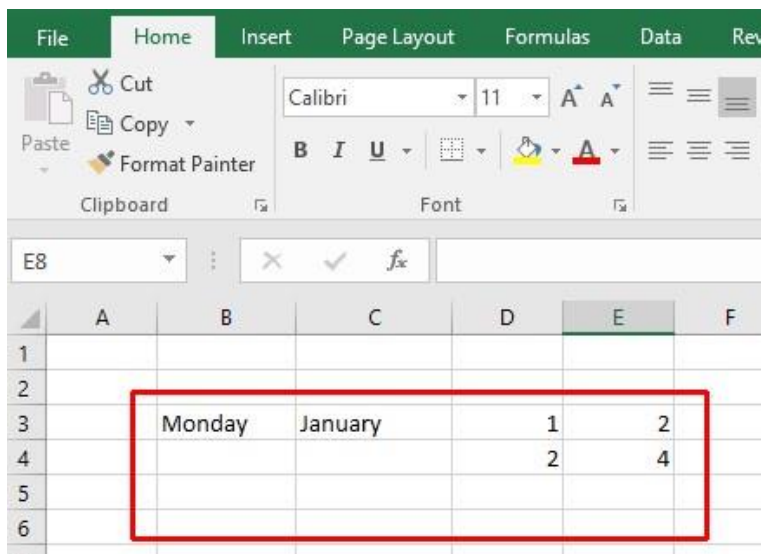 File Home Insert Page Layout Formulas Data Rev
Cut
Calibri 11 A A
Copy
Paste
Format Painter
B I U A
Clipboard Font
E8 fx
A B C D E F
1
2
3 Monday January 1 2
4 2 4
5
6